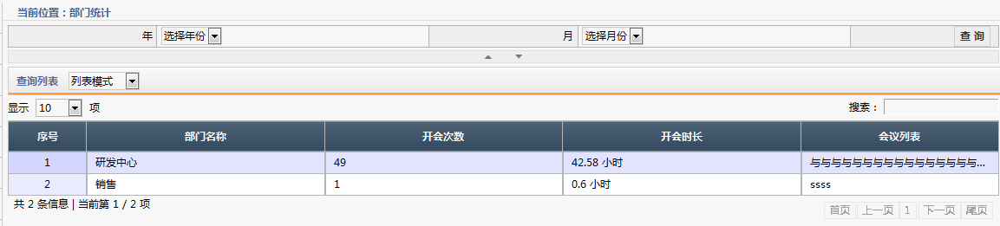 当前位置：部门统计
年 选择年份 月 选择月份 查 询
查询列表 列表模式
显示 10 项 搜索：
序号 部门名称 开会次数 开会时长 会议列表
1 研发中心 49 42.58 小时 与与与与与与与与与与与与与与与与...
2 销售 1 0.6 小时 ssss
共 2 条信息 | 当前第 1 / 2 项
首页 上一页 1 下一页 尾页